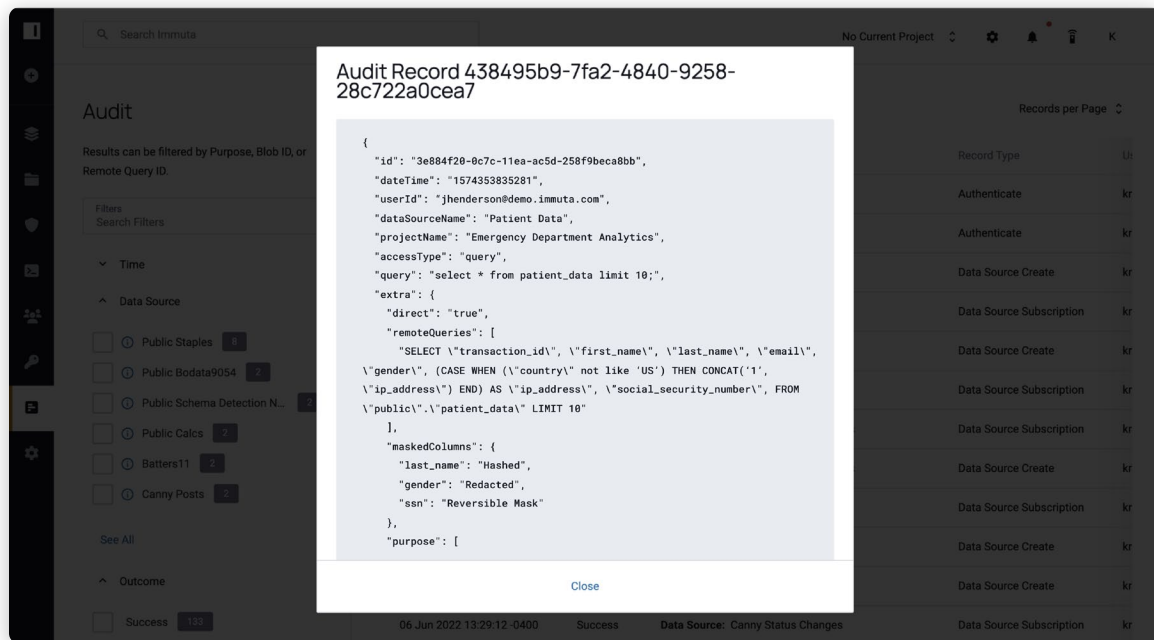 Search Immuta
No Current Project
K
Audit
Records per Page
Results can be filtered by Purpose, Blob ID, or
Remote Query ID.
Filters
Search Filters
Time
Data Source
Public Staples 8
Public Bodata9054 2
Public Schema Detection N... 2
Public Calcs 2
Batters11 2
Canny Posts 2
See All
Outcome
Success 133
Audit Record 438495b9-7fa2-4840-9258-
28c722a0cea7
{
"id": "3e884f20-0c7c-11ea-ac5d-258f9beca8bb",
"dateTime": "1574353835281",
"userId": "jhenderson@demo.immuta.com",
"dataSourceName": "Patient Data",
"projectName": "Emergency Department Analytics",
"accessType": "query",
"query": "select * from patient_data limit 10;",
"extra": {
"direct": "true",
"remoteQueries": [
"SELECT \"transaction_id\", \"first_name\", \"last_name\", \"email\",
\"gender\", (CASE WHEN (\"country\" not like 'US') THEN CONCAT('1',
\"ip_address\") END) AS \"ip_address\", \"social_security_number\", FROM
\"public\".\"patient_data\" LIMIT 10"
],
"maskedColumns": {
"last_name": "Hashed",
"gender": "Redacted",
"ssn": "Reversible Mask"
},
"purpose": [
Close
Record Type
Authenticate kr
Authenticate kr
Data Source Create kr
Data Source Subscription kr
Data Source Create kr
Data Source Subscription kr
Data Source Subscription kr
Data Source Create kr
Data Source Subscription kr
Data Source Create kr
Data Source Create kr
06 Jun 2022 13:29:12 -0400 Success Data Source: Canny Status Changes Data Source Subscription kr